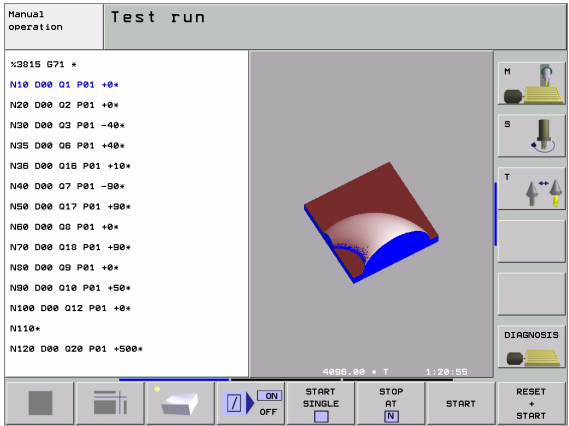 Manual
operation
Test run
%3815 G71 *
N10 D00 Q1 P01 +0*
N20 D00 Q2 P01 +0*
N30 D00 Q3 P01 -40*
N35 D00 Q6 P01 +40*
N36 D00 Q16 P01 +10*
N40 D00 Q7 P01 -90*
N50 D00 Q17 P01 +90*
N60 D00 Q8 P01 +0*
N70 D00 Q18 P01 +90*
N80 D00 Q9 P01 +0*
N90 D00 Q10 P01 +50*
N100 D00 Q12 P01 +0*
N110*
N120 D00 Q20 P01 +500*
4096.00 * T
1:20:55
M
S
T
DIAGNOSIS
ON
OFF
START
SINGLE
STOP
AT
N
START
RESET
+
START